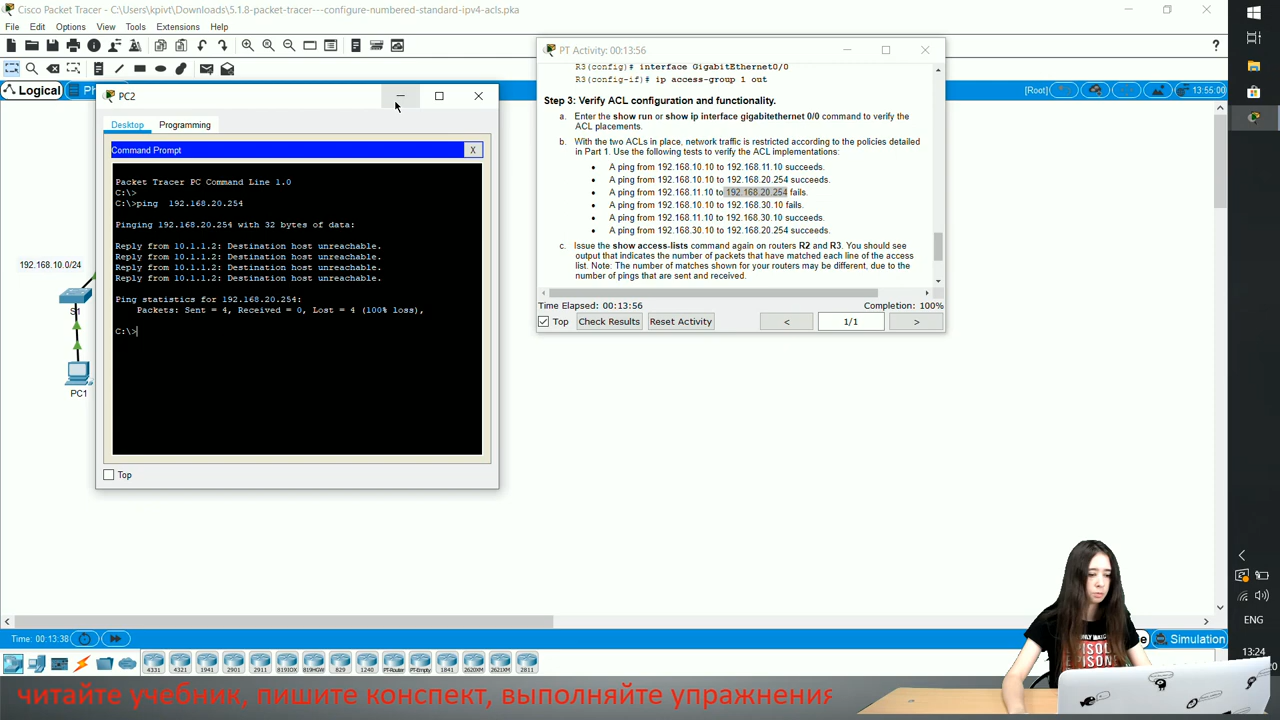 Cisco Packet Tracer - C:\Users\kpivt\Downloads\5.1.8-packet-tracer---configure-numbered-standard-ipv4-acls.pka
File Edit Options View Tools Extensions Help
?
Logical
[Root]
13:55:00
PC2
Desktop Programming
Command Prompt
X
Packet Tracer PC Command Line 1.0
C:\>
C:\>ping 192.168.20.254
Pinging 192.168.20.254 with 32 bytes of data:
Reply from 10.1.1.2: Destination host unreachable.
Reply from 10.1.1.2: Destination host unreachable.
Reply from 10.1.1.2: Destination host unreachable.
Reply from 10.1.1.2: Destination host unreachable.
Ping statistics for 192.168.20.254:
Packets: Sent = 4, Received = 0, Lost = 4 (100% loss),
C:\>
Top
192.168.10.0/24
S1
PC1
PT Activity: 00:13:56
R3(config)# interface GigabitEthernet0/0
R3(config-if)# ip access-group 1 out
Step 3: Verify ACL configuration and functionality.
a. Enter the show run or show ip interface gigabitethernet 0/0 command to verify the
ACL placements.
b. With the two ACLs in place, network traffic is restricted according to the policies detailed
in Part 1. Use the following tests to verify the ACL implementations:
• A ping from 192.168.10.10 to 192.168.11.10 succeeds.
• A ping from 192.168.10.10 to 192.168.20.254 succeeds.
• A ping from 192.168.11.10 to 192.168.20.254 fails.
• A ping from 192.168.10.10 to 192.168.30.10 fails.
• A ping from 192.168.11.10 to 192.168.30.10 succeeds.
• A ping from 192.168.30.10 to 192.168.20.254 succeeds.
c. Issue the show access-lists command again on routers R2 and R3. You should see
output that indicates the number of packets that have matched each line of the access
list. Note: The number of matches shown for your routers may be different, due to the
number of pings that are sent and received.
Time Elapsed: 00:13:56 Completion: 100%
Top Check Results Reset Activity < 1/1 >
Time: 00:13:38
Simulation
4331 4321 1941 2901 2911 819IOX 819HGW 829 1240 PT-Router PT-Empty 1841 2620XM 2621XM 2811
ENG
13:24
читайте учебник, пишите конспект, выполняйте упражнения